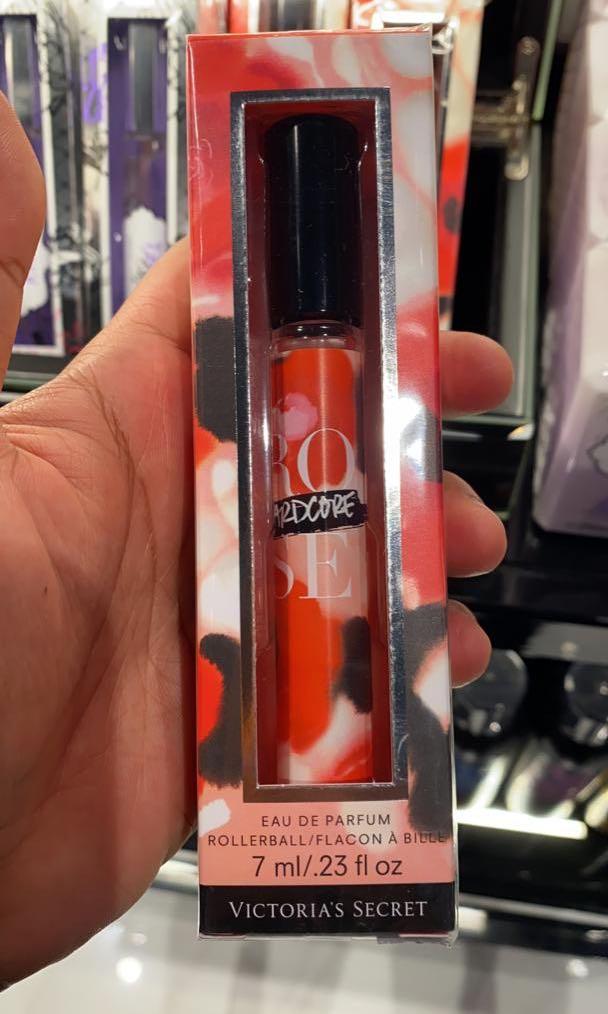 RO
ARDCORE
SE
EAU DE PARFUM
ROLLERBALL/FLACON À BILLE
7 ml/.23 fl oz
VICTORIA'S SECRET